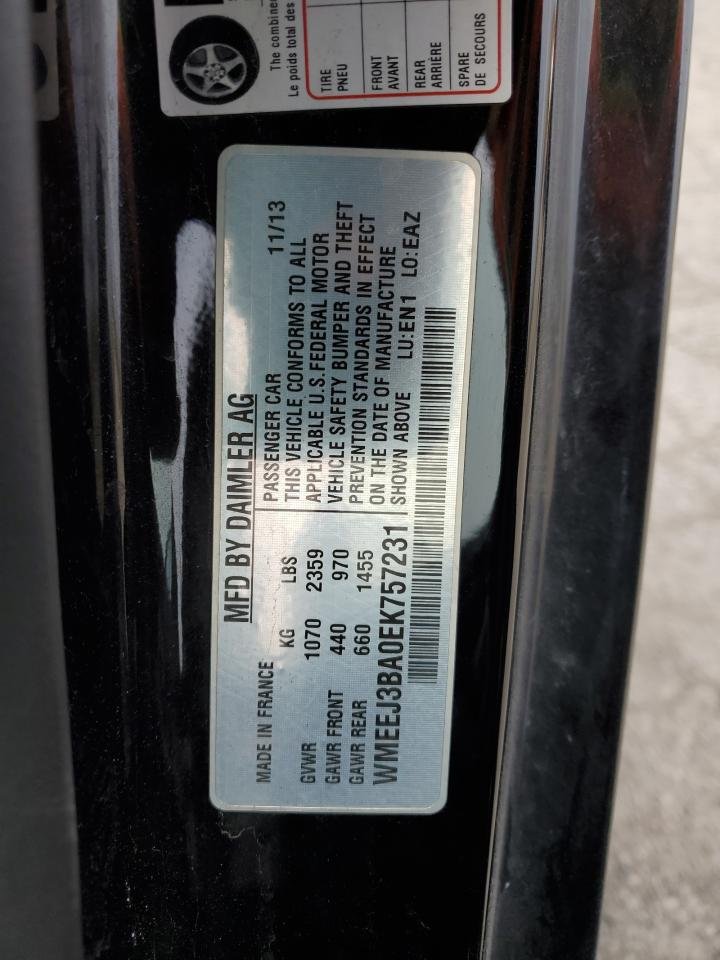 The combine
Le poids total des
TIRE
PNEU
FRONT
AVANT
REAR
ARRIÈRE
SPARE
DE SECOURS
MFD BY DAIMLER AG
MADE IN FRANCE
KG LBS
GVWR 1070 2359
GAWR FRONT 440 970
GAWR REAR 660 1455
PASSENGER CAR 11/13
THIS VEHICLE CONFORMS TO ALL
APPLICABLE U.S.FEDERAL MOTOR
VEHICLE SAFETY BUMPER AND THEFT
PREVENTION STANDARDS IN EFFECT
ON THE DATE OF MANUFACTURE
SHOWN ABOVE LU:EN1 LO:EAZ
WMEEJ3BA0EK757231